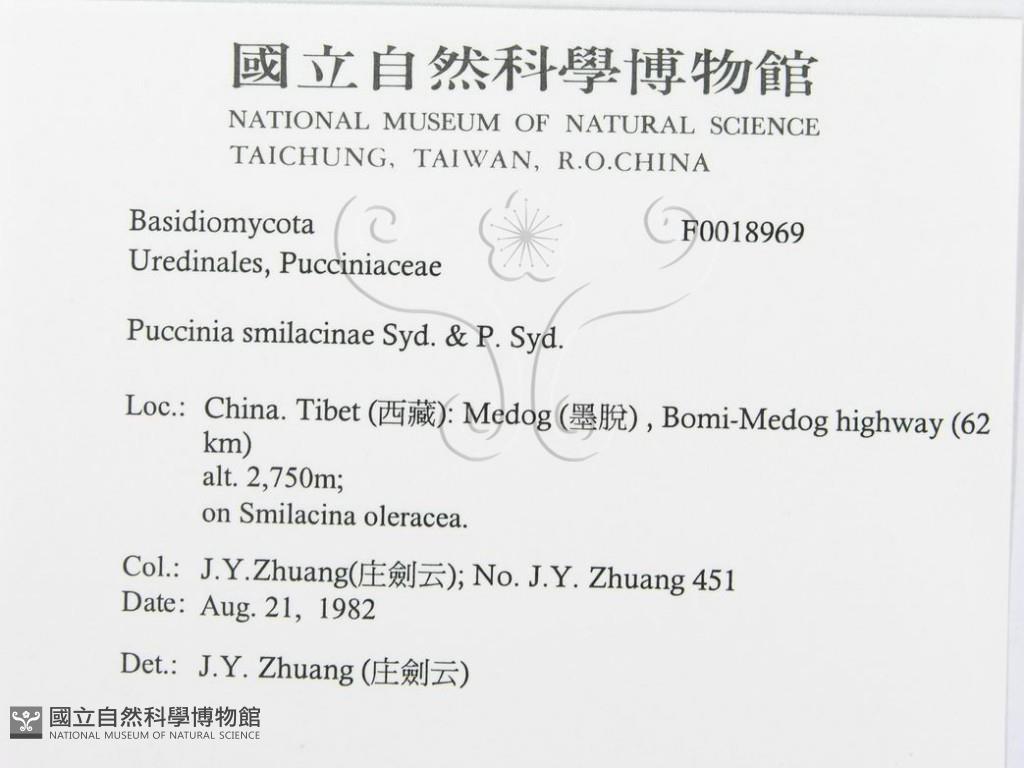 國立自然科學博物館
NATIONAL MUSEUM OF NATURAL SCIENCE
TAICHUNG, TAIWAN, R.O.CHINA
Basidiomycota F0018969
Uredinales, Pucciniaceae
Puccinia smilacinae Syd. & P. Syd.
Loc.: China. Tibet (西藏): Medog (墨脫) , Bomi-Medog highway (62
km)
alt. 2,750m;
on Smilacina oleracea.
Col.: J.Y.Zhuang(庄劍云); No. J.Y. Zhuang 451
Date: Aug. 21, 1982
Det.: J.Y. Zhuang (庄劍云)
國立自然科學博物館
NATIONAL MUSEUM OF NATURAL SCIENCE